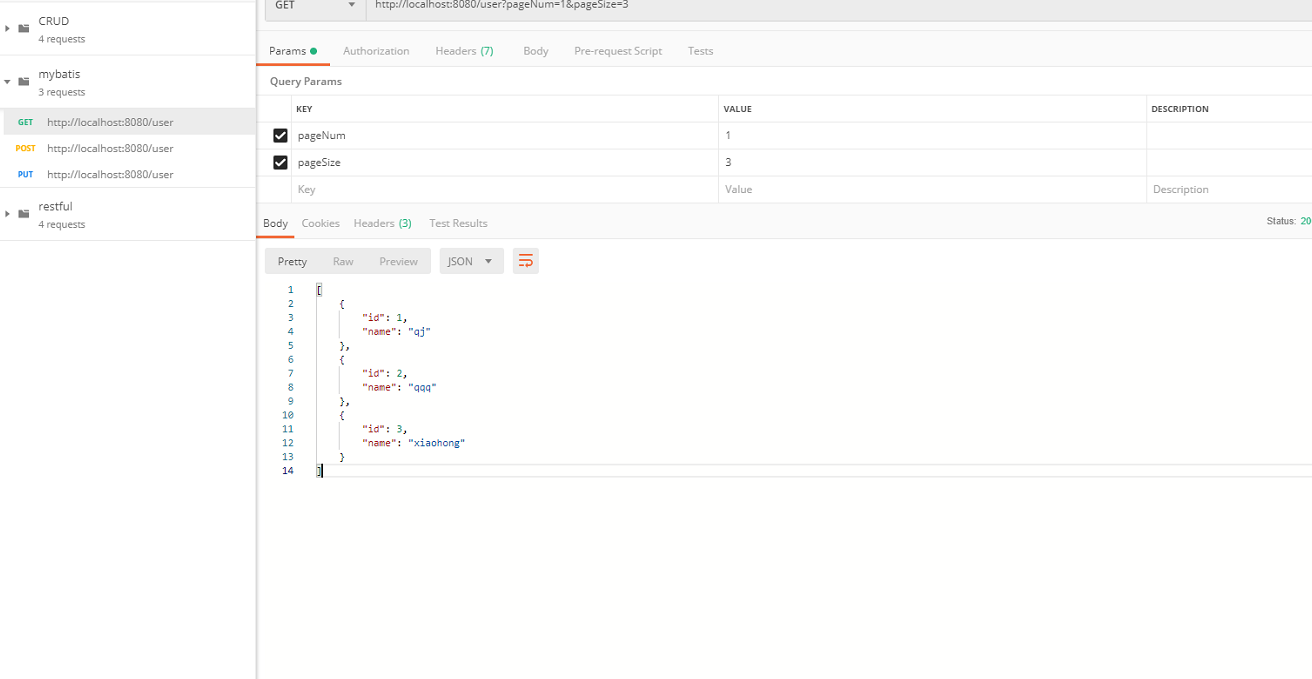 GET http://localhost:8080/user?pageNum=1&pageSize=3
CRUD
4 requests
mybatis
3 requests
GET http://localhost:8080/user
POST http://localhost:8080/user
PUT http://localhost:8080/user
restful
4 requests
Params Authorization Headers (7) Body Pre-request Script Tests
Query Params
KEY VALUE DESCRIPTION
pageNum 1
pageSize 3
Key Value Description
Body Cookies Headers (3) Test Results Status: 20
Pretty Raw Preview JSON
1 [
2 {
3 "id": 1,
4 "name": "qj"
5 },
6 {
7 "id": 2,
8 "name": "qqq"
9 },
10 {
11 "id": 3,
12 "name": "xiaohong"
13 }
14 ]